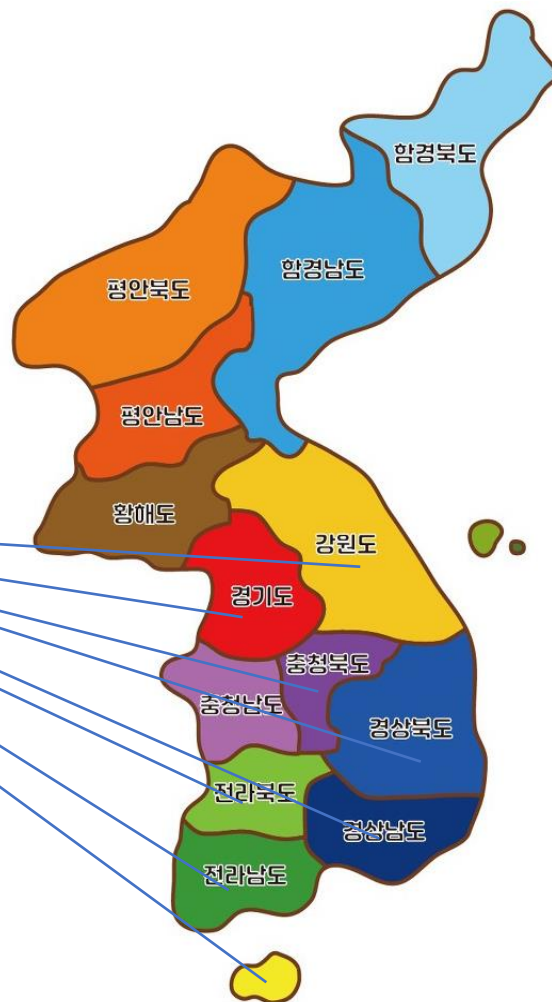 함경북도
함경남도
평안북도
평안남도
황해도
강원도
경기도
충청북도
충청남도
경상북도
전라북도
경상남도
전라남도